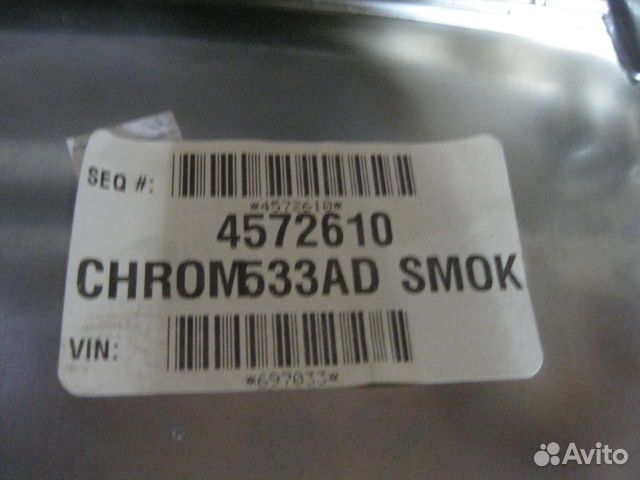 SEQ #:
*4572610*
4572610
CHROM533AD SMOK
VIN:
*697033*
Avito